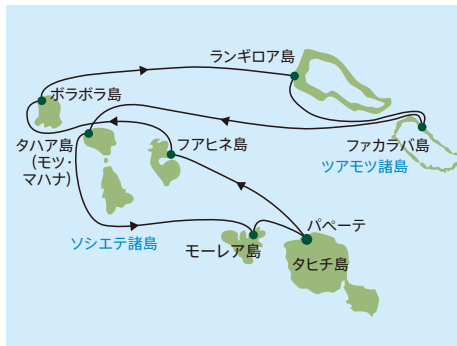 ランギロア島
ボラボラ島
タハア島
(モツ・
マハナ)
フアヒネ島
ファカラバ島
ツアモツ諸島
ソシエテ諸島
モーレア島
パペーテ
タヒチ島